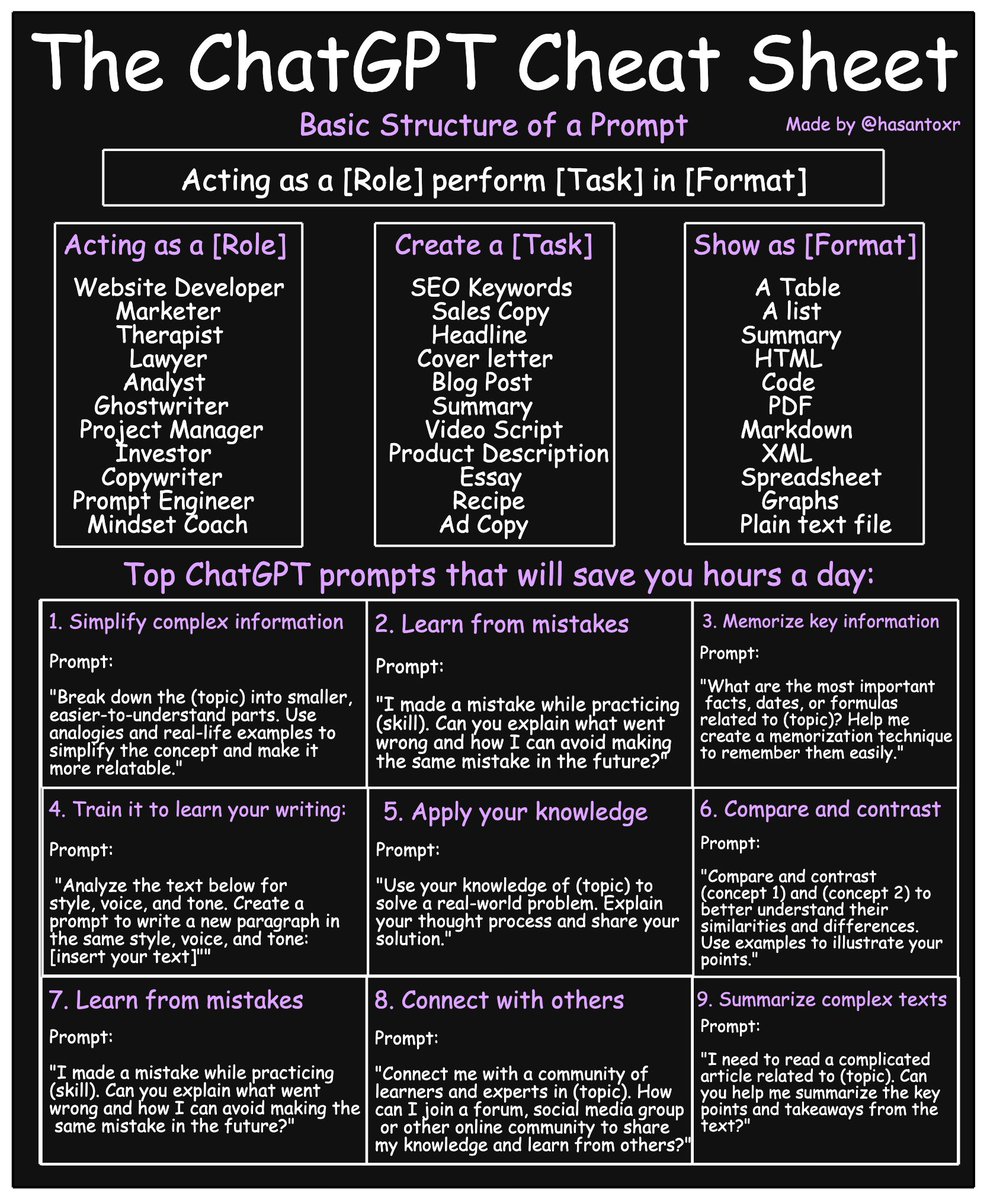 The ChatGPT Cheat Sheet
Basic Structure of a Prompt
Made by @hasantoxr
Acting as a [Role] perform [Task] in [Format]
Acting as a [Role]
Website Developer
Marketer
Therapist
Lawyer
Analyst
Ghostwriter
Project Manager
Investor
Copywriter
Prompt Engineer
Mindset Coach
Create a [Task]
SEO Keywords
Sales Copy
Headline
Cover letter
Blog Post
Summary
Video Script
Product Description
Essay
Recipe
Ad Copy
Show as [Format]
A Table
A list
Summary
HTML
Code
PDF
Markdown
XML
Spreadsheet
Graphs
Plain text file
Top ChatGPT prompts that will save you hours a day:
1. Simplify complex information
Prompt:
"Break down the (topic) into smaller,
easier-to-understand parts. Use
analogies and real-life examples to
simplify the concept and make it
more relatable."
2. Learn from mistakes
Prompt:
"I made a mistake while practicing
(skill). Can you explain what went
wrong and how I can avoid making
the same mistake in the future?"
3. Memorize key information
Prompt:
"What are the most important
facts, dates, or formulas
related to (topic)? Help me
create a memorization technique
to remember them easily."
4. Train it to learn your writing:
Prompt:
"Analyze the text below for
style, voice, and tone. Create a
prompt to write a new paragraph in
the same style, voice, and tone:
[insert your text]""
5. Apply your knowledge
Prompt:
"Use your knowledge of (topic) to
solve a real-world problem. Explain
your thought process and share your
solution."
6. Compare and contrast
Prompt:
"Compare and contrast
(concept 1) and (concept 2) to
better understand their
similarities and differences.
Use examples to illustrate your
points."
7. Learn from mistakes
Prompt:
"I made a mistake while practicing
(skill). Can you explain what went
wrong and how I can avoid making the
same mistake in the future?"
8. Connect with others
Prompt:
"Connect me with a community of
learners and experts in (topic). How
can I join a forum, social media group
or other online community to share
my knowledge and learn from others?"
9. Summarize complex texts
Prompt:
"I need to read a complicated
article related to (topic). Can
you help me summarize the key
points and takeaways from the
text?"